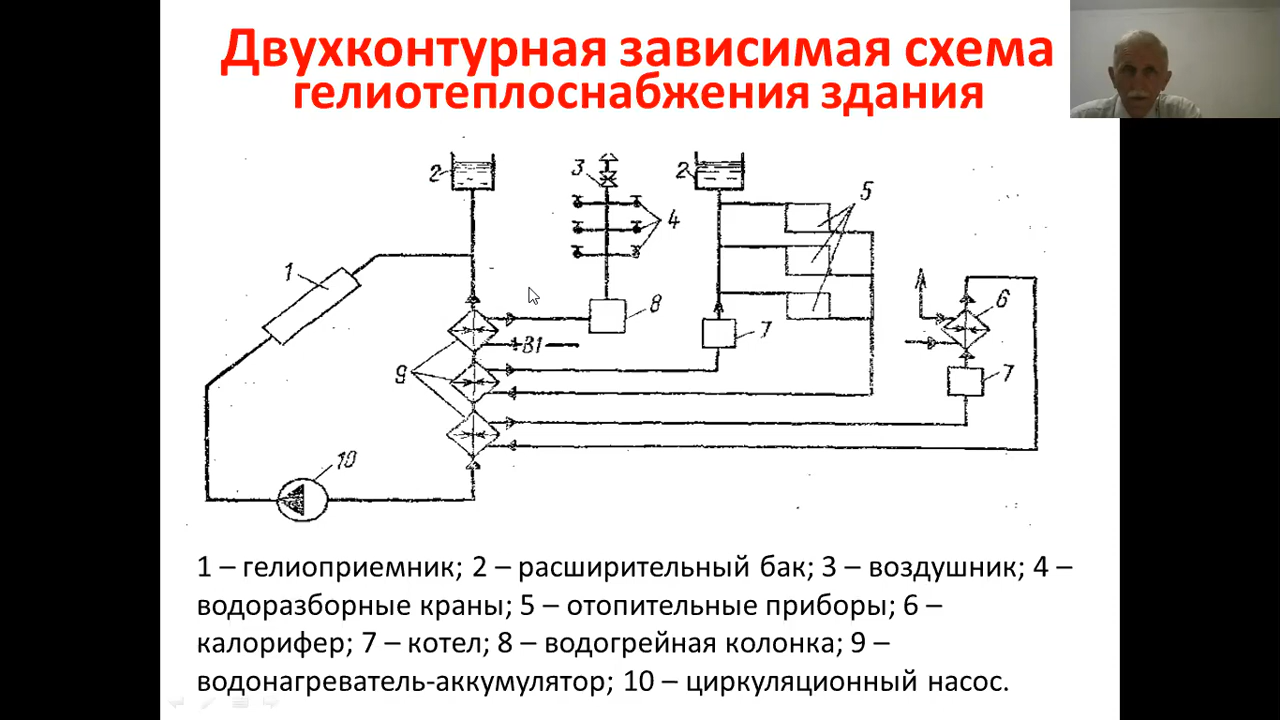 Двухконтурная зависимая схема
гелиотеплоснабжения здания
2
3
2
5
4
1
8
7
6
В1
9
7
10
1 – гелиоприемник; 2 – расширительный бак; 3 – воздушник; 4 –
водоразборные краны; 5 – отопительные приборы; 6 –
калорифер; 7 – котел; 8 – водогрейная колонка; 9 –
водонагреватель-аккумулятор; 10 – циркуляционный насос.